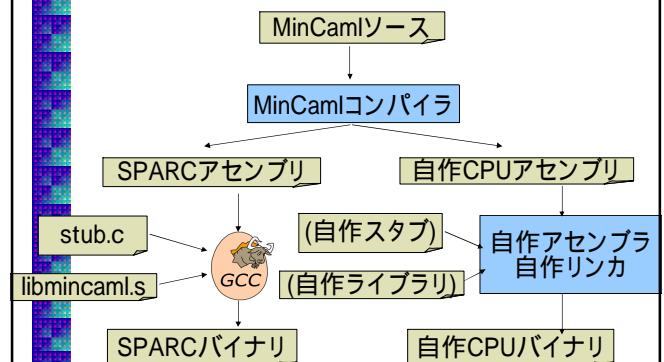 MinCamlソース
MinCamlコンパイラ
SPARCアセンブリ
自作CPUアセンブリ
stub.c
(自作スタブ)
自作アセンブラ
自作リンカ
GCC
libmincaml.s
(自作ライブラリ)
SPARCバイナリ
自作CPUバイナリ